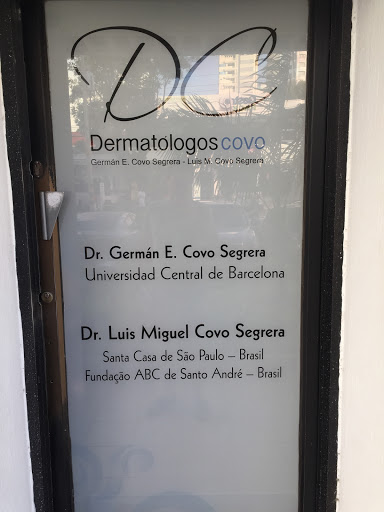 DC
Dermatólogos covo
Germán E. Covo Segrera - Luis M. Covo Segrera
Dr. Germán E. Covo Segrera
Universidad Central de Barcelona
Dr. Luis Miguel Covo Segrera
Santa Casa de São Paulo – Brasil
Fundação ABC de Santo André – Brasil